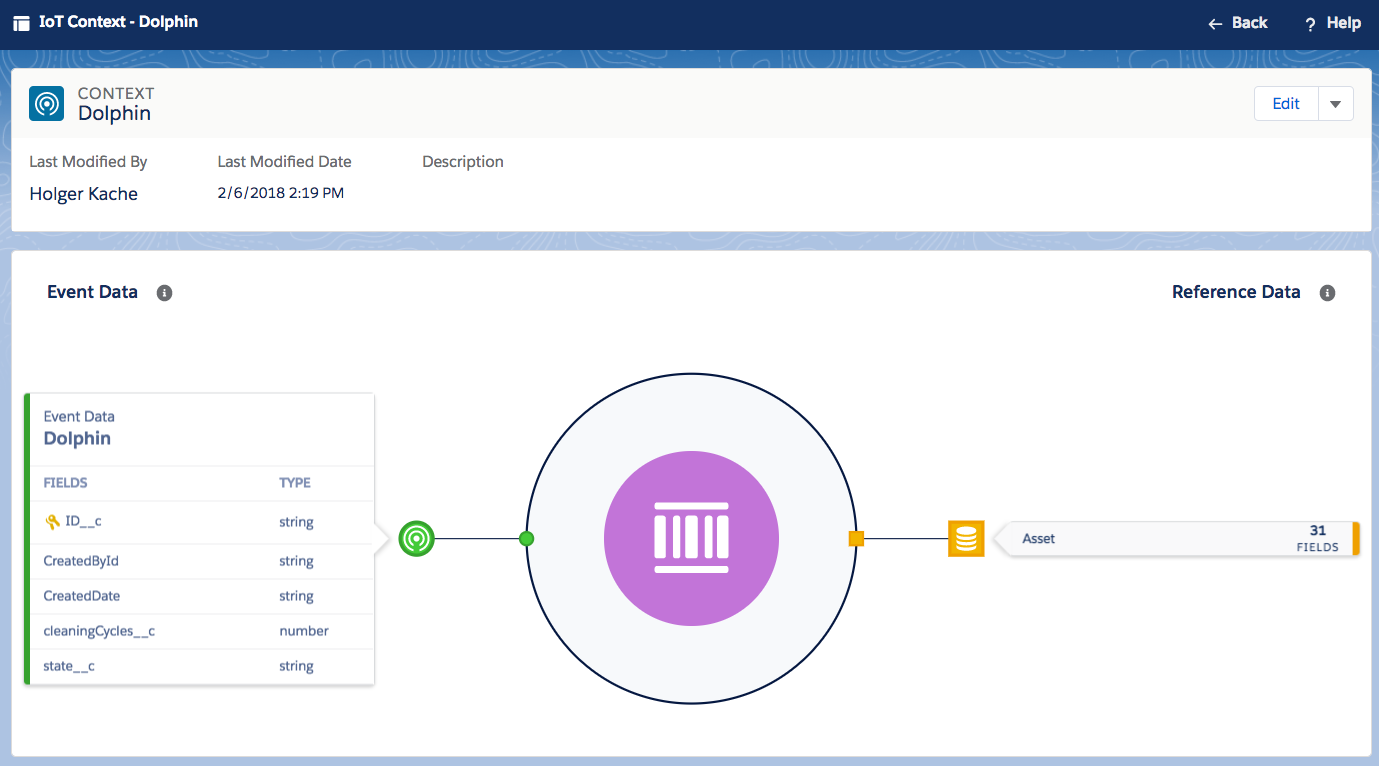 IoT Context - Dolphin
Back
? Help
CONTEXT
Dolphin
Edit
Last Modified By
Last Modified Date
Description
Holger Kache
2/6/2018 2:19 PM
Event Data
Reference Data
Event Data
Dolphin
FIELDS TYPE
ID__c string
CreatedById string
CreatedDate string
cleaningCycles__c number
state__c string
Asset
31
FIELDS